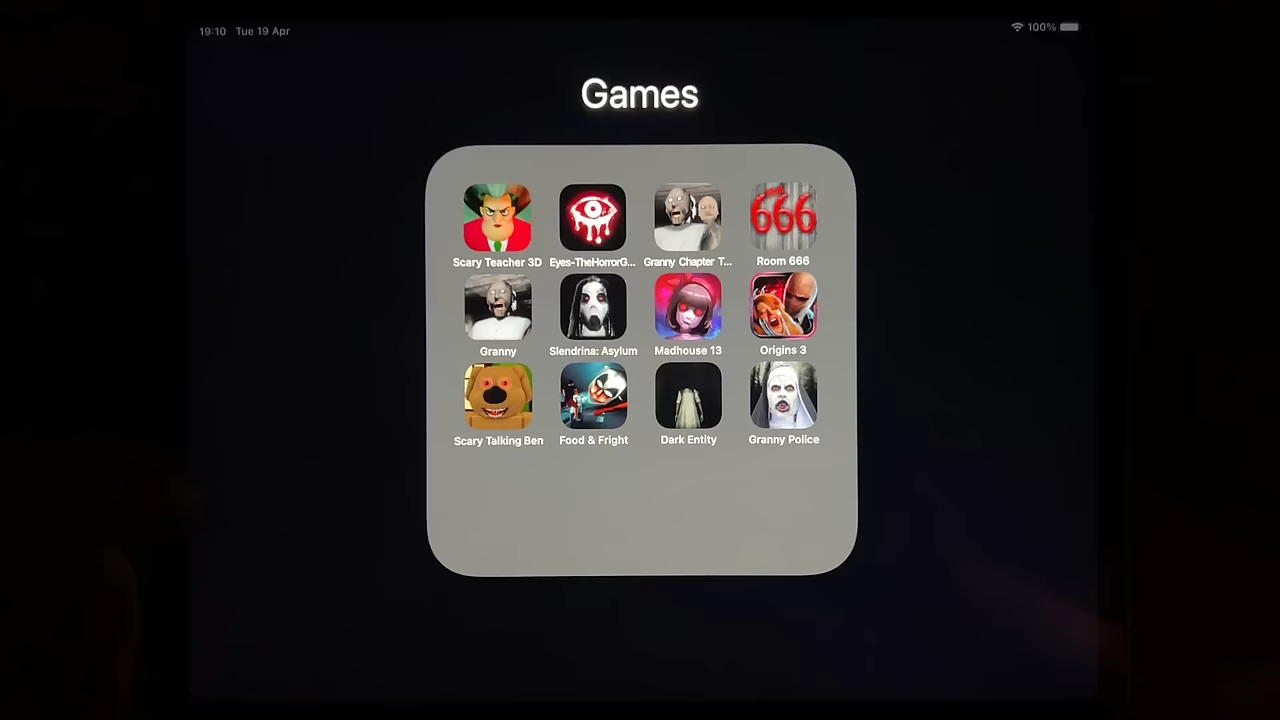 19:10 Tue 19 Apr
100%
Games
666
Scary Teacher 3D
Eyes-TheHorrorG...
Granny Chapter T...
Room 666
Granny
Slendrina: Asylum
Madhouse 13
Origins 3
Scary Talking Ben
Food & Fright
Dark Entity
Granny Police